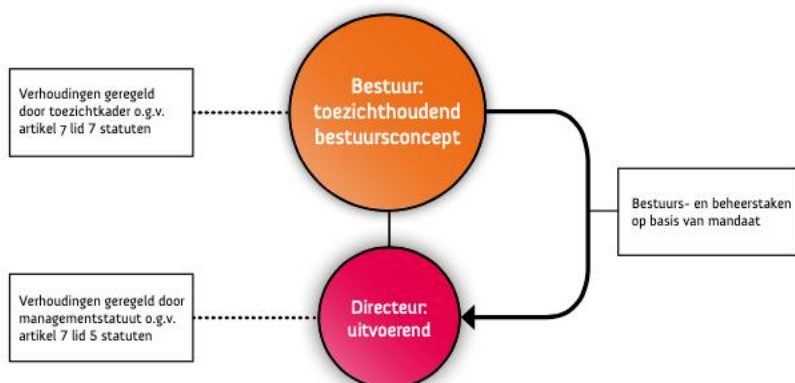 Verhoudingen geregeld
door toezichtkader o.g.v.
artikel 7 lid 7 statuten
Bestuur:
toezichthoudend
bestuursconcept
Bestuurs- en beheerstaken
op basis van mandaat
Verhoudingen geregeld door
managementstatuut o.g.v.
artikel 7 lid 5 statuten
Directeur:
uitvoerend